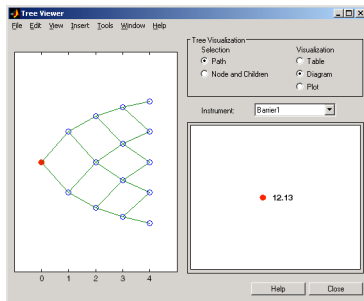 Tree Viewer
File Edit View Insert Tools Window Help
Tree Visualization
Selection
Visualization
Path
Table
Node and Children
Diagram
Plot
Instrument:
Barrier1
12.13
0 1 2 3 4
Help
Close